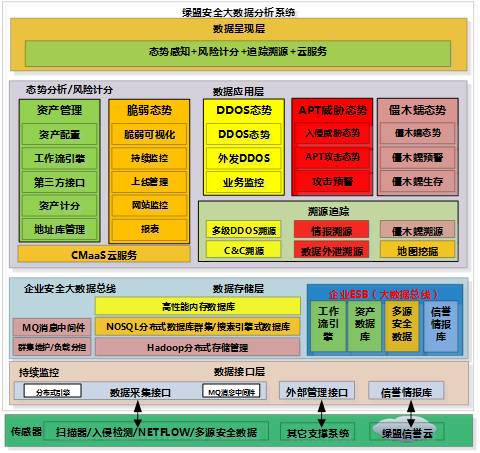 绿盟安全大数据分析系统
数据呈现层
态势感知+风险计分+追踪溯源+云服务
态势分析/风险计分
数据应用层
资产管理
资产配置
工作流引擎
第三方接口
资产计分
地址库管理
脆弱态势
脆弱可视化
持续监控
上线管理
网站监控
报表
CMaaS云服务
DDOS态势
DDOS态势
外发DDOS
业务监控
APT威胁态势
入侵威胁态势
APT攻击态势
攻击预警
僵木蠕态势
僵木蠕态势
僵木蠕预警
僵木蠕生存
溯源追踪
多级DDOS溯源
情报溯源
僵木蠕溯源
C&C溯源
数据外泄溯源
地图挖掘
企业安全大数据总线
数据存储层
高性能内存数据库
MQ消息中间件
NOSQL分布式数据库群集/搜索引擎式数据库
群集维护/负载分担
Hadoop分布式存储管理
企业ESB（大数据总线）
工作流引擎
资产数据库
多源安全数据
信誉情报库
持续监控
数据接口层
分布式引擎
数据采集接口
MQ消息中间件
外部管理接口
信誉情报库
传感器
扫描器/入侵检测/NETFLOW/多源安全数据
其它支撑系统
绿盟信誉云